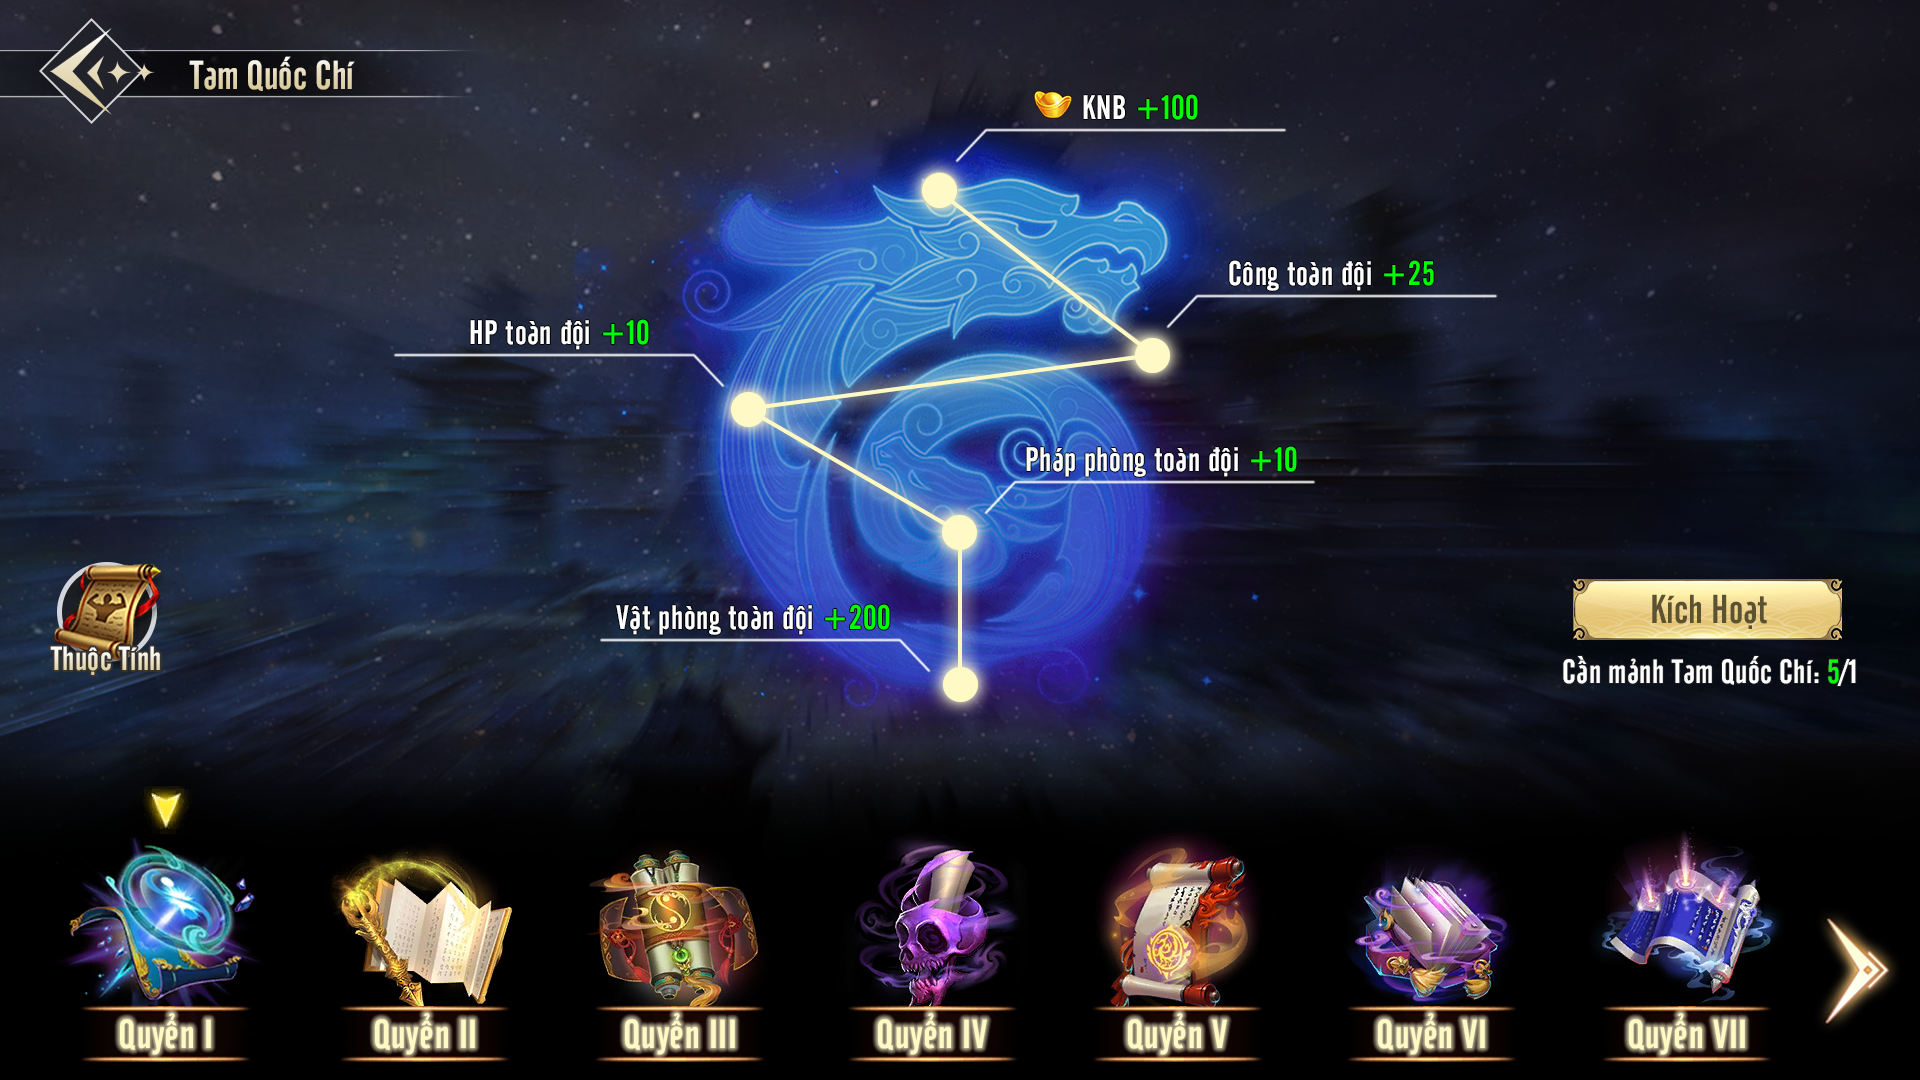 Tam Quốc Chí
KNB +100
Công toàn đội +25
HP toàn đội +10
Pháp phòng toàn đội +10
Vật phòng toàn đội +200
Thuộc Tính
Kích Hoạt
Cần mảnh Tam Quốc Chí: 5/1
Quyển I
Quyển II
Quyển III
Quyển IV
Quyển V
Quyển VI
Quyển VII